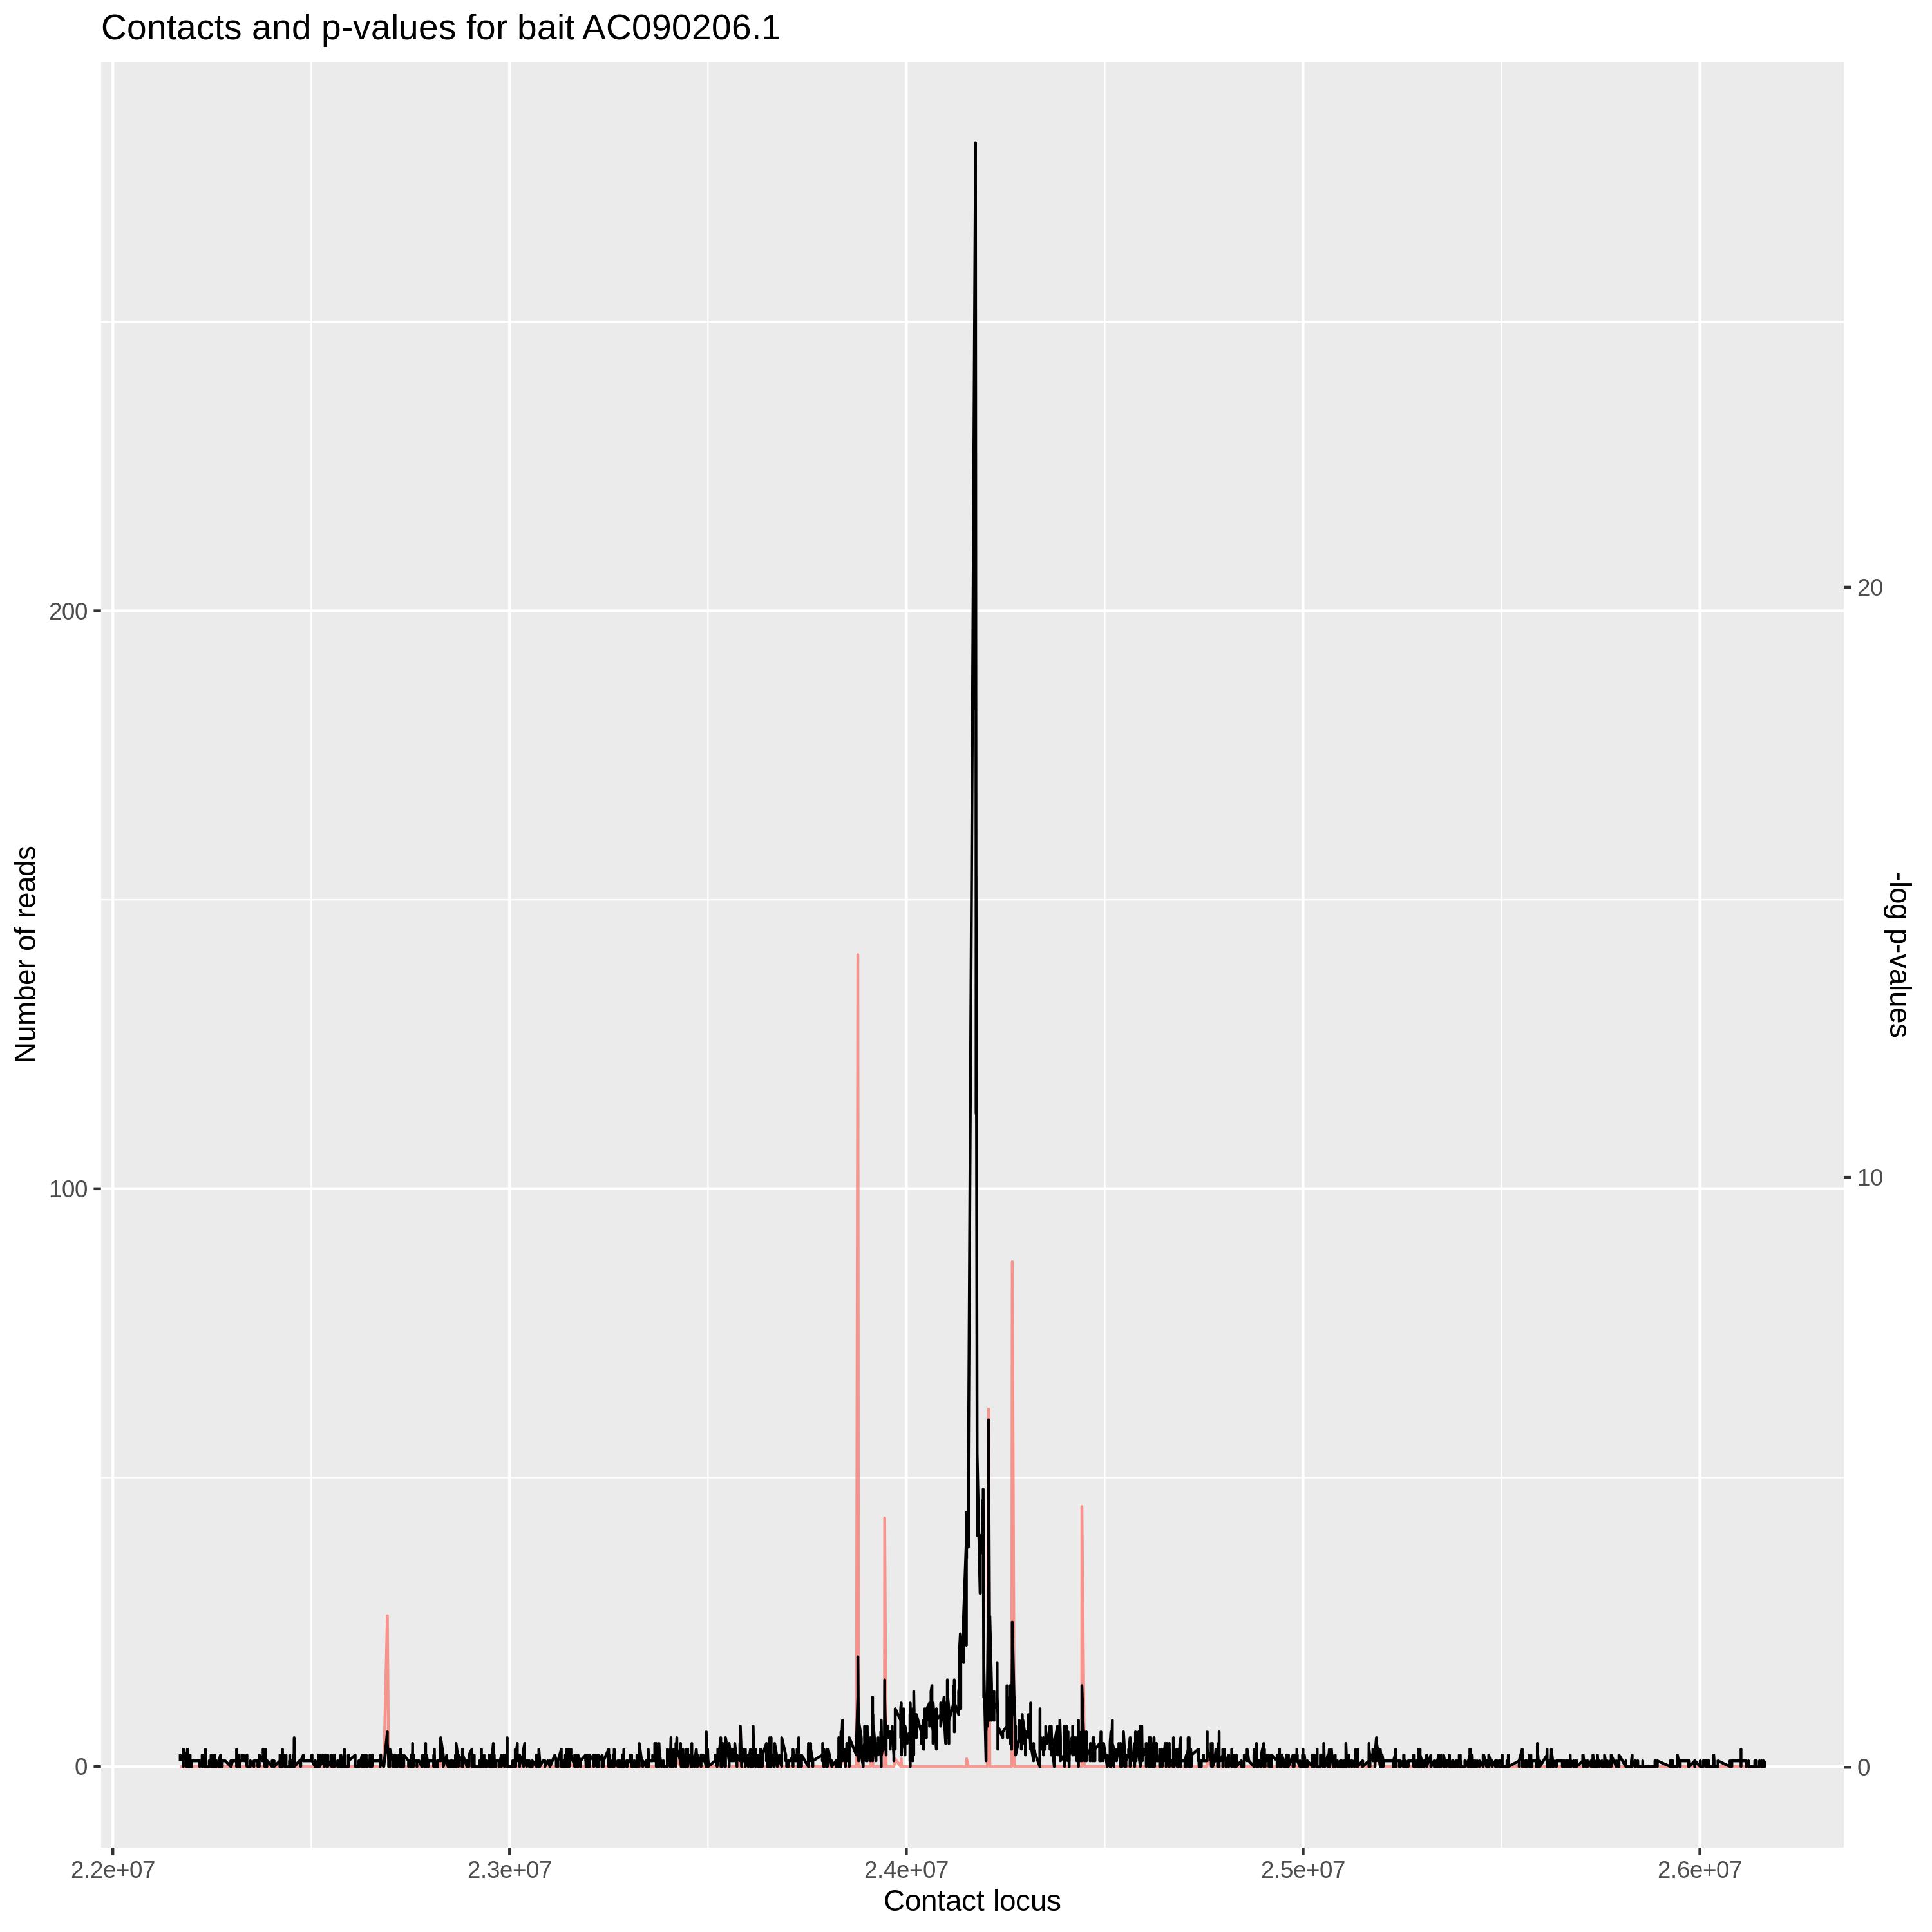 Contacts and p-values for bait AC090206.1
Number of reads
200
100
0
20
10
0
-log p-values
2.2e+07 2.3e+07 2.4e+07 2.5e+07 2.6e+07
Contact locus